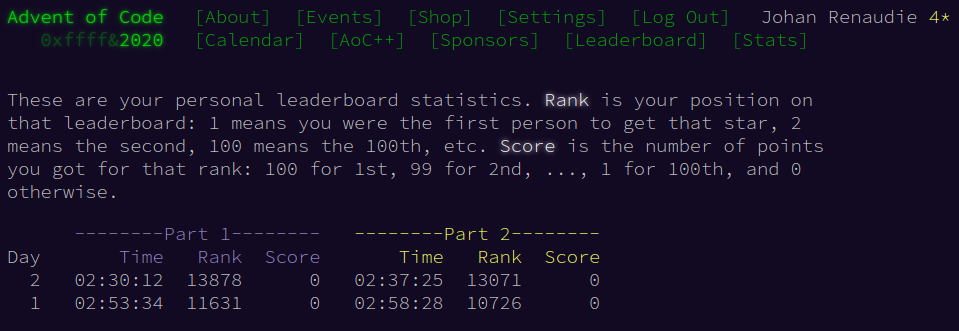 Advent of Code [About] [Events] [Shop] [Settings] [Log Out] Johan Renaudie 4*
0xffff&2020 [Calendar] [AoC++] [Sponsors] [Leaderboard] [Stats]
These are your personal leaderboard statistics. Rank is your position on
that leaderboard: 1 means you were the first person to get that star, 2
means the second, 100 means the 100th, etc. Score is the number of points
you got for that rank: 100 for 1st, 99 for 2nd, ..., 1 for 100th, and 0
otherwise.
--------Part 1-------- --------Part 2--------
Day Time Rank Score Time Rank Score
2 02:30:12 13878 0 02:37:25 13071 0
1 02:53:34 11631 0 02:58:28 10726 0